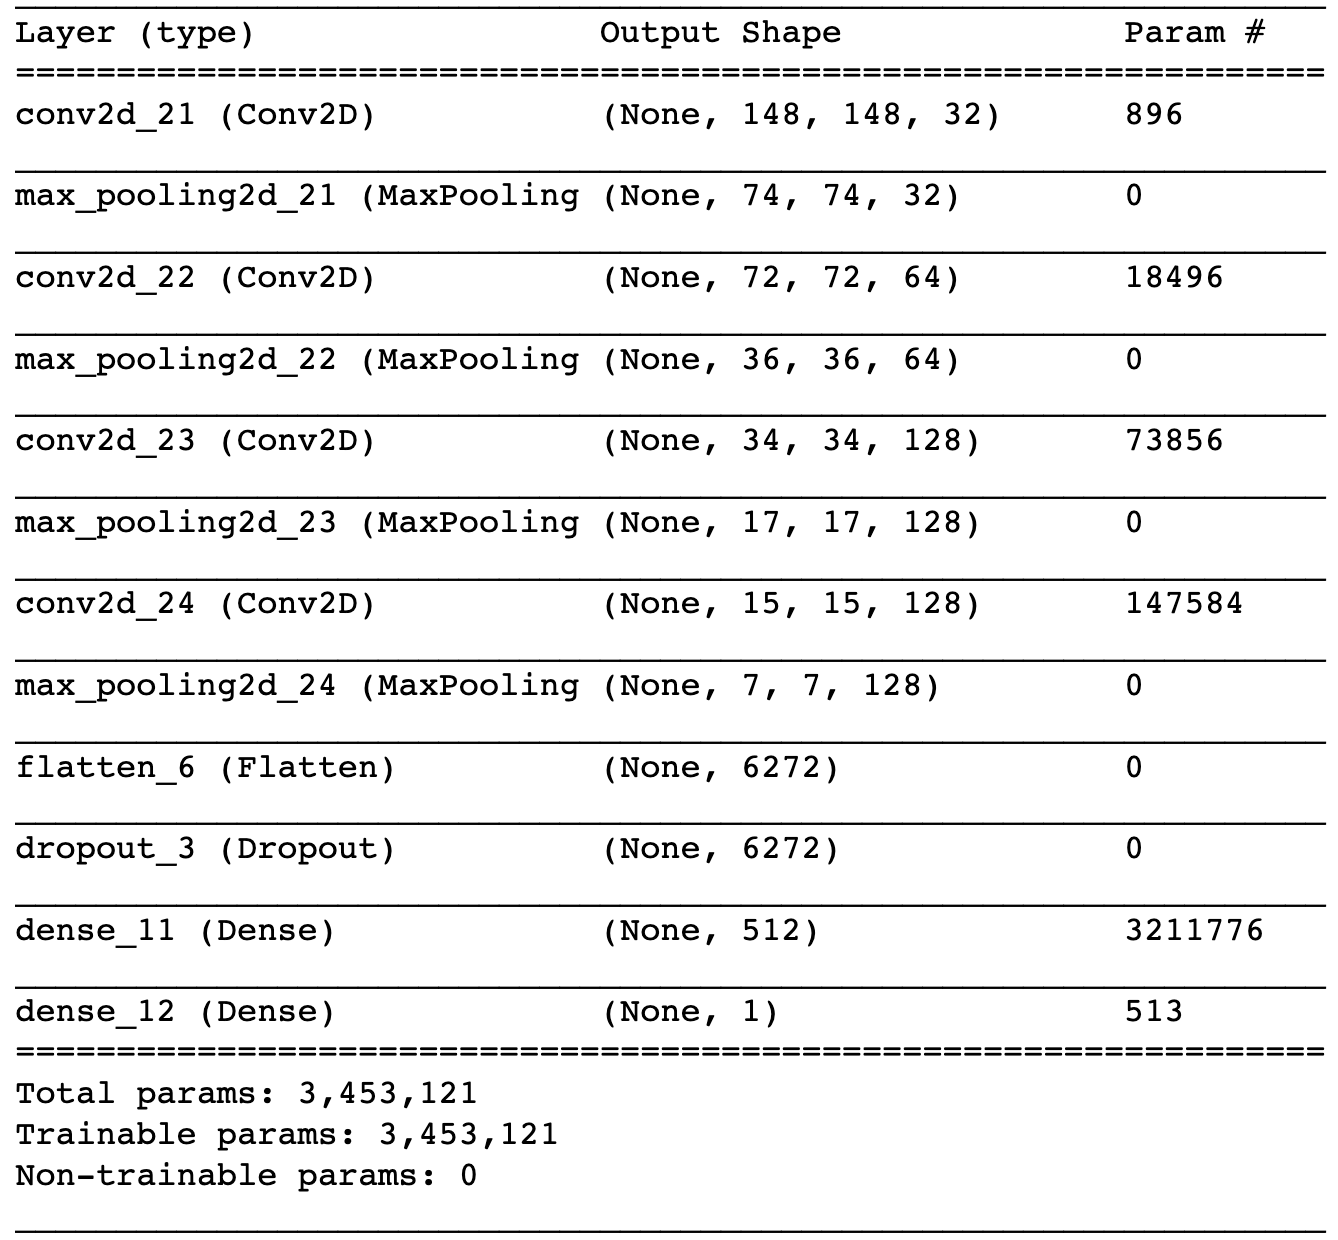 Layer (type) Output Shape Param #
=================================================================
conv2d_21 (Conv2D) (None, 148, 148, 32) 896
max_pooling2d_21 (MaxPooling (None, 74, 74, 32) 0
conv2d_22 (Conv2D) (None, 72, 72, 64) 18496
max_pooling2d_22 (MaxPooling (None, 36, 36, 64) 0
conv2d_23 (Conv2D) (None, 34, 34, 128) 73856
max_pooling2d_23 (MaxPooling (None, 17, 17, 128) 0
conv2d_24 (Conv2D) (None, 15, 15, 128) 147584
max_pooling2d_24 (MaxPooling (None, 7, 7, 128) 0
flatten_6 (Flatten) (None, 6272) 0
dropout_3 (Dropout) (None, 6272) 0
dense_11 (Dense) (None, 512) 3211776
dense_12 (Dense) (None, 1) 513
=================================================================
Total params: 3,453,121
Trainable params: 3,453,121
Non-trainable params: 0